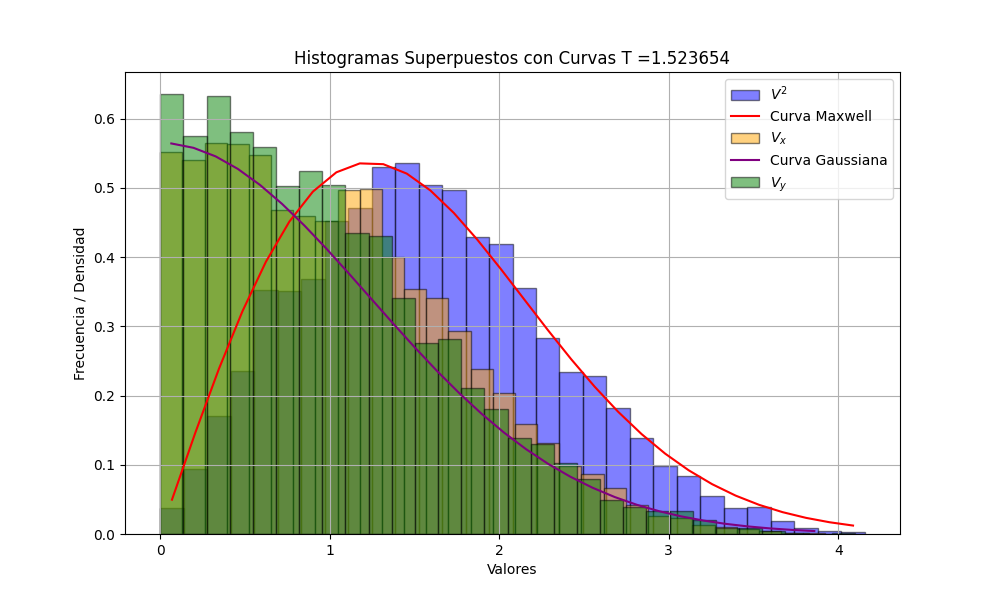 Histogramas Superpuestos con Curvas T =1.523654
V²
Curva Maxwell
Vₓ
Curva Gaussiana
V_y
Frecuencia / Densidad
0.6
0.5
0.4
0.3
0.2
0.1
0.0
0 1 2 3 4
Valores